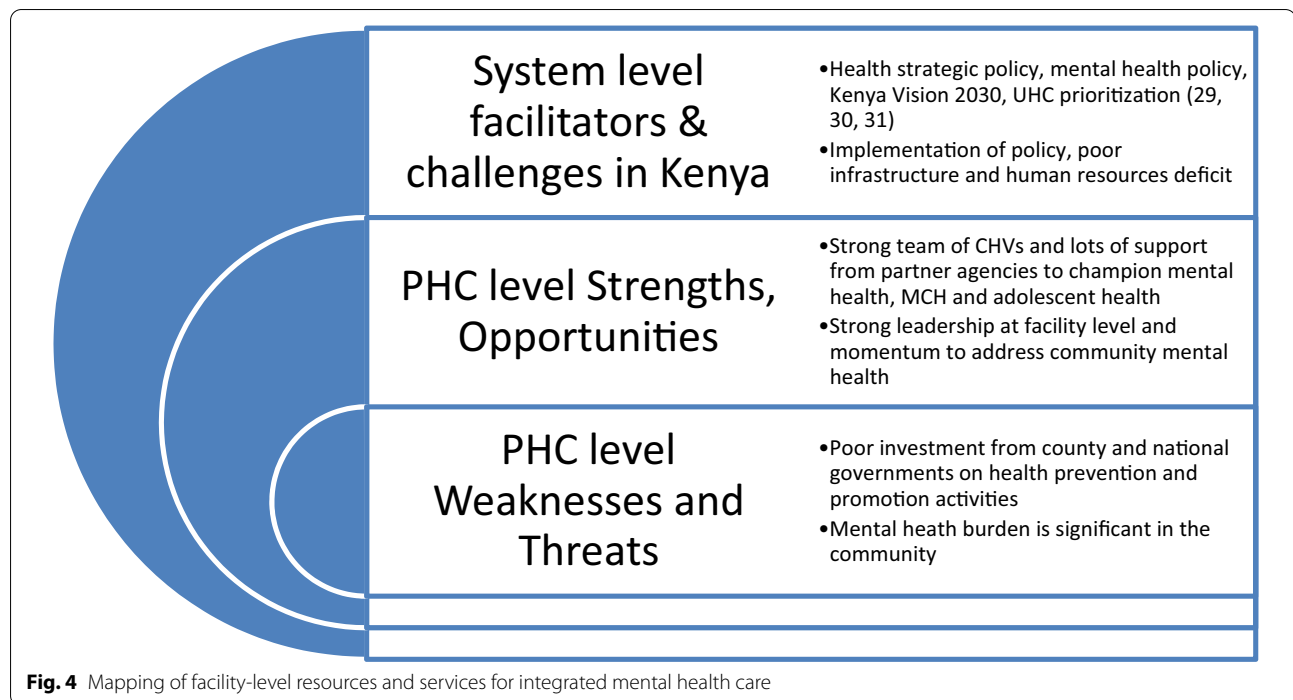 System level
facilitators &
challenges in Kenya
•Health strategic policy, mental health policy,
Kenya Vision 2030, UHC prioritization (29,
30, 31)
•Implementation of policy, poor
infrastructure and human resources deficit
PHC level Strengths,
Opportunities
•Strong team of CHVs and lots of support
from partner agencies to champion mental
health, MCH and adolescent health
•Strong leadership at facility level and
momentum to address community mental
health
PHC level
Weaknesses and
Threats
•Poor investment from county and national
governments on health prevention and
promotion activities
•Mental heath burden is significant in the
community
Fig. 4 Mapping of facility-level resources and services for integrated mental health care